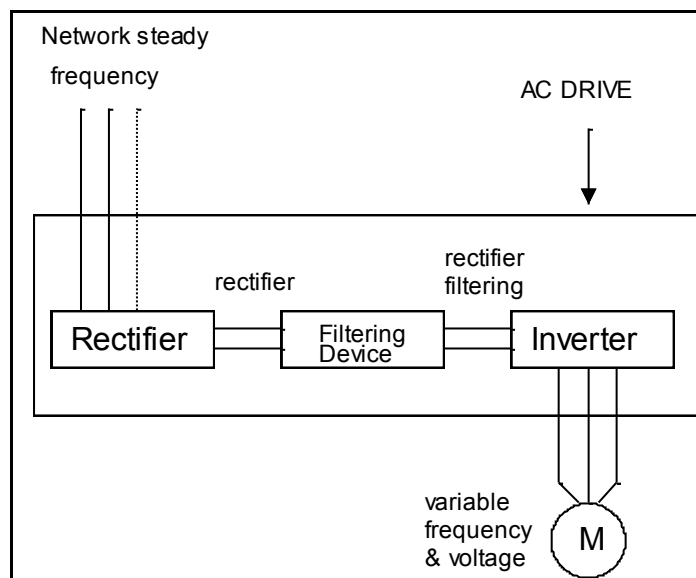 Network steady
frequency
AC DRIVE
rectifier
rectifier
filtering
Rectifier
Filtering
Device
Inverter
variable
frequency
& voltage
M